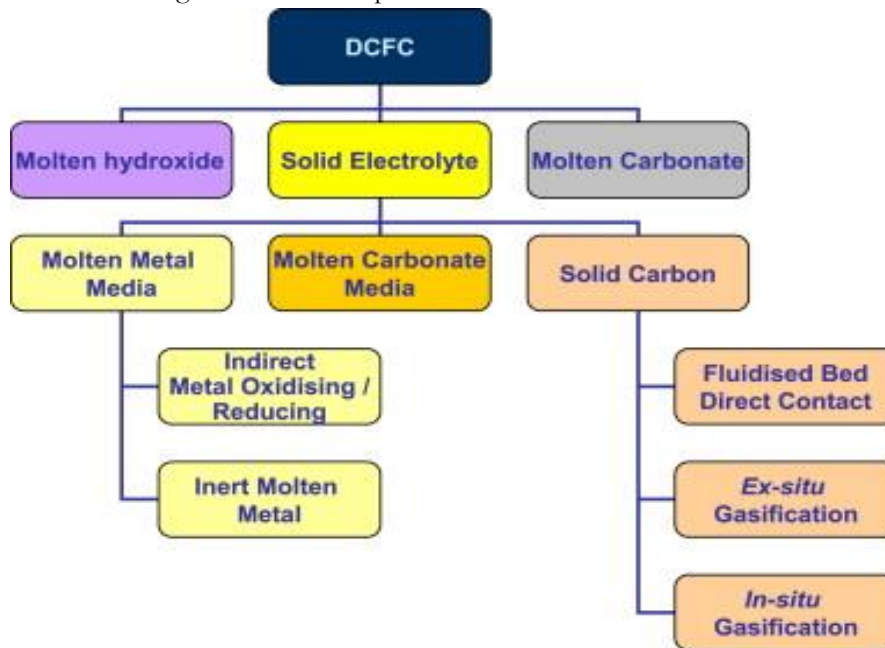 DCFC
Molten hydroxide
Solid Electrolyte
Molten Carbonate
Molten Metal
Media
Molten Carbonate
Media
Solid Carbon
Indirect
Metal Oxidising /
Reducing
Inert Molten
Metal
Fluidised Bed
Direct Contact
Ex-situ
Gasification
In-situ
Gasification